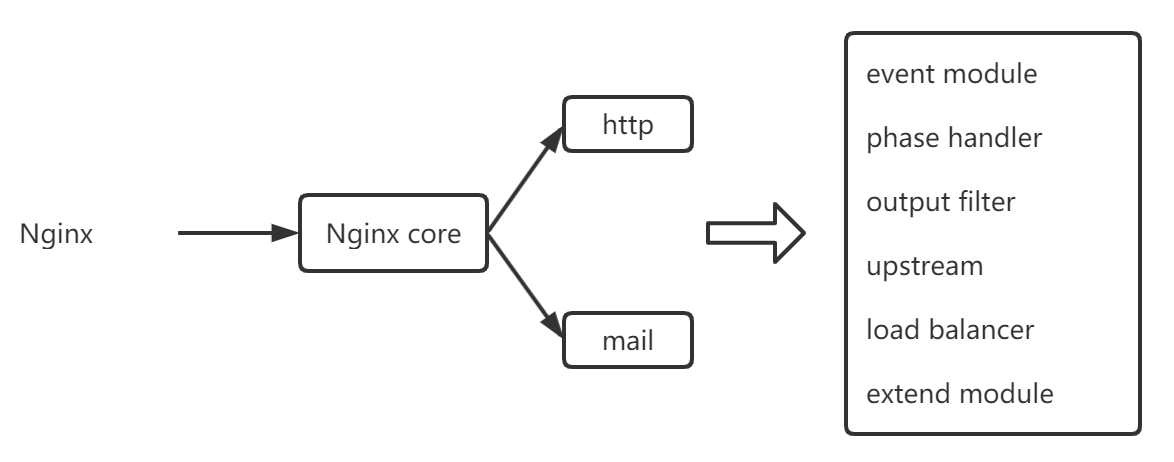 Nginx
Nginx core
http
mail
event module
phase handler
output filter
upstream
load balancer
extend module